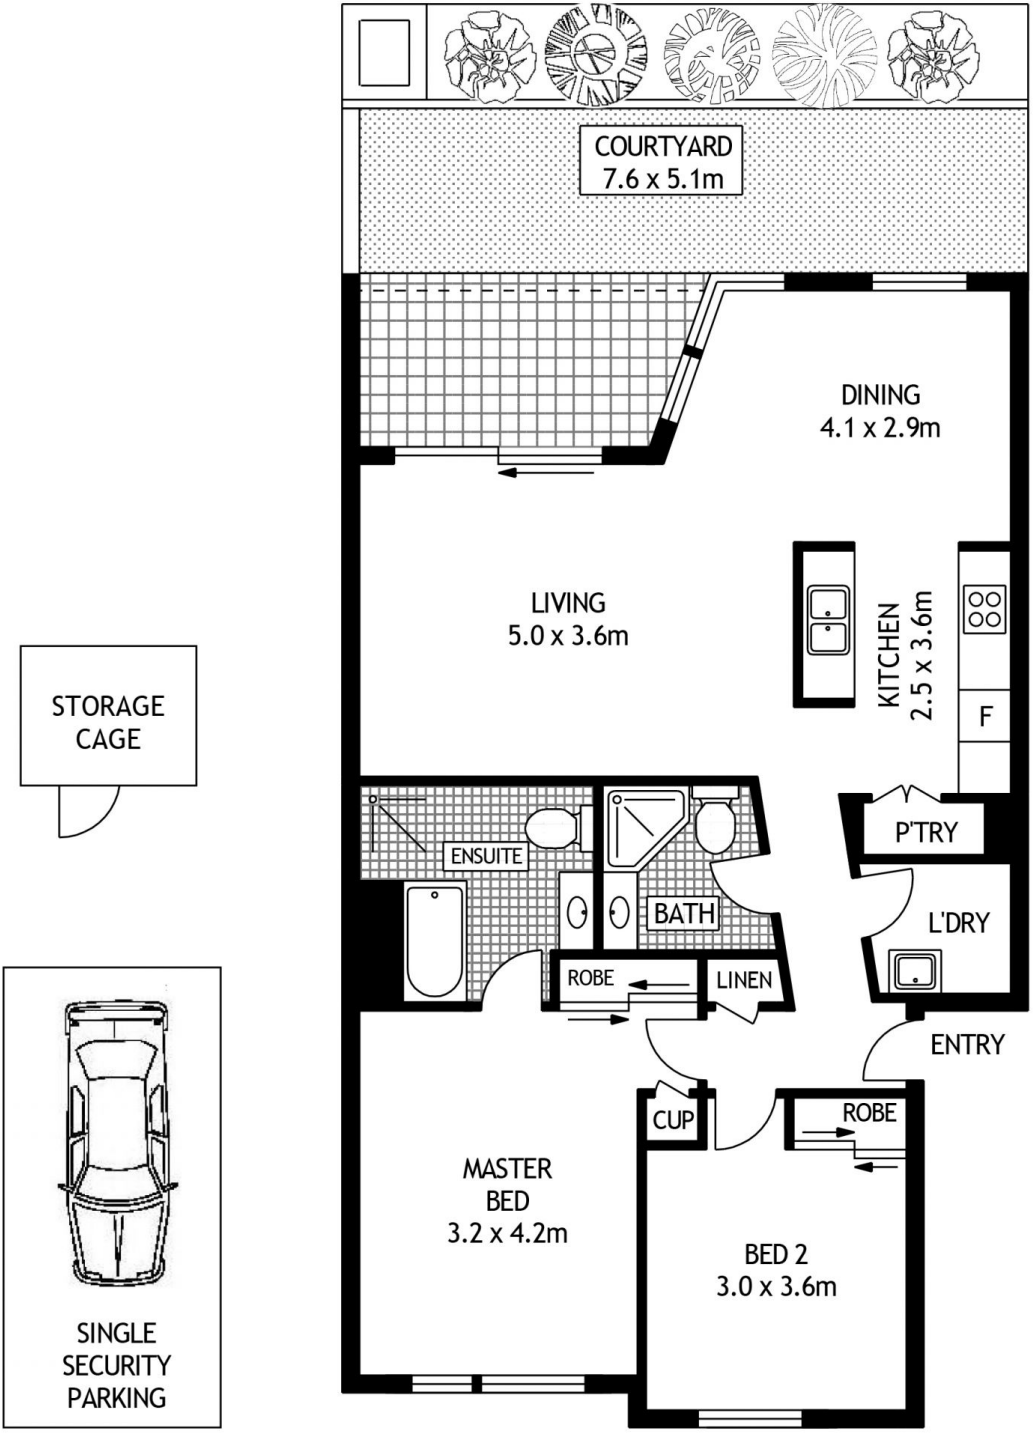 COURTYARD
7.6 x 5.1m
DINING
4.1 x 2.9m
LIVING
5.0 x 3.6m
KITCHEN
2.5 x 3.6m
F
STORAGE
CAGE
P'TRY
ENSUITE
BATH
L'DRY
ROBE
LINEN
ENTRY
CUP
ROBE
MASTER
BED
3.2 x 4.2m
BED 2
3.0 x 3.6m
SINGLE
SECURITY
PARKING